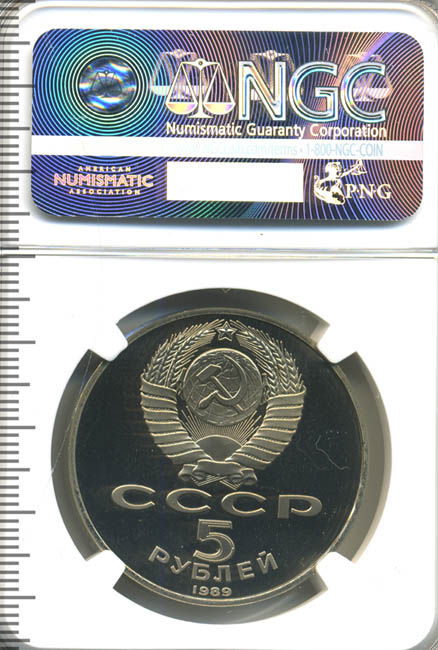 NGC
Numismatic Guaranty Corporation
1-800-NGC-COIN
AMERICAN
NUMISMATIC
ASSOCIATION
PNG
СССР
5
РУБЛЕЙ
1989